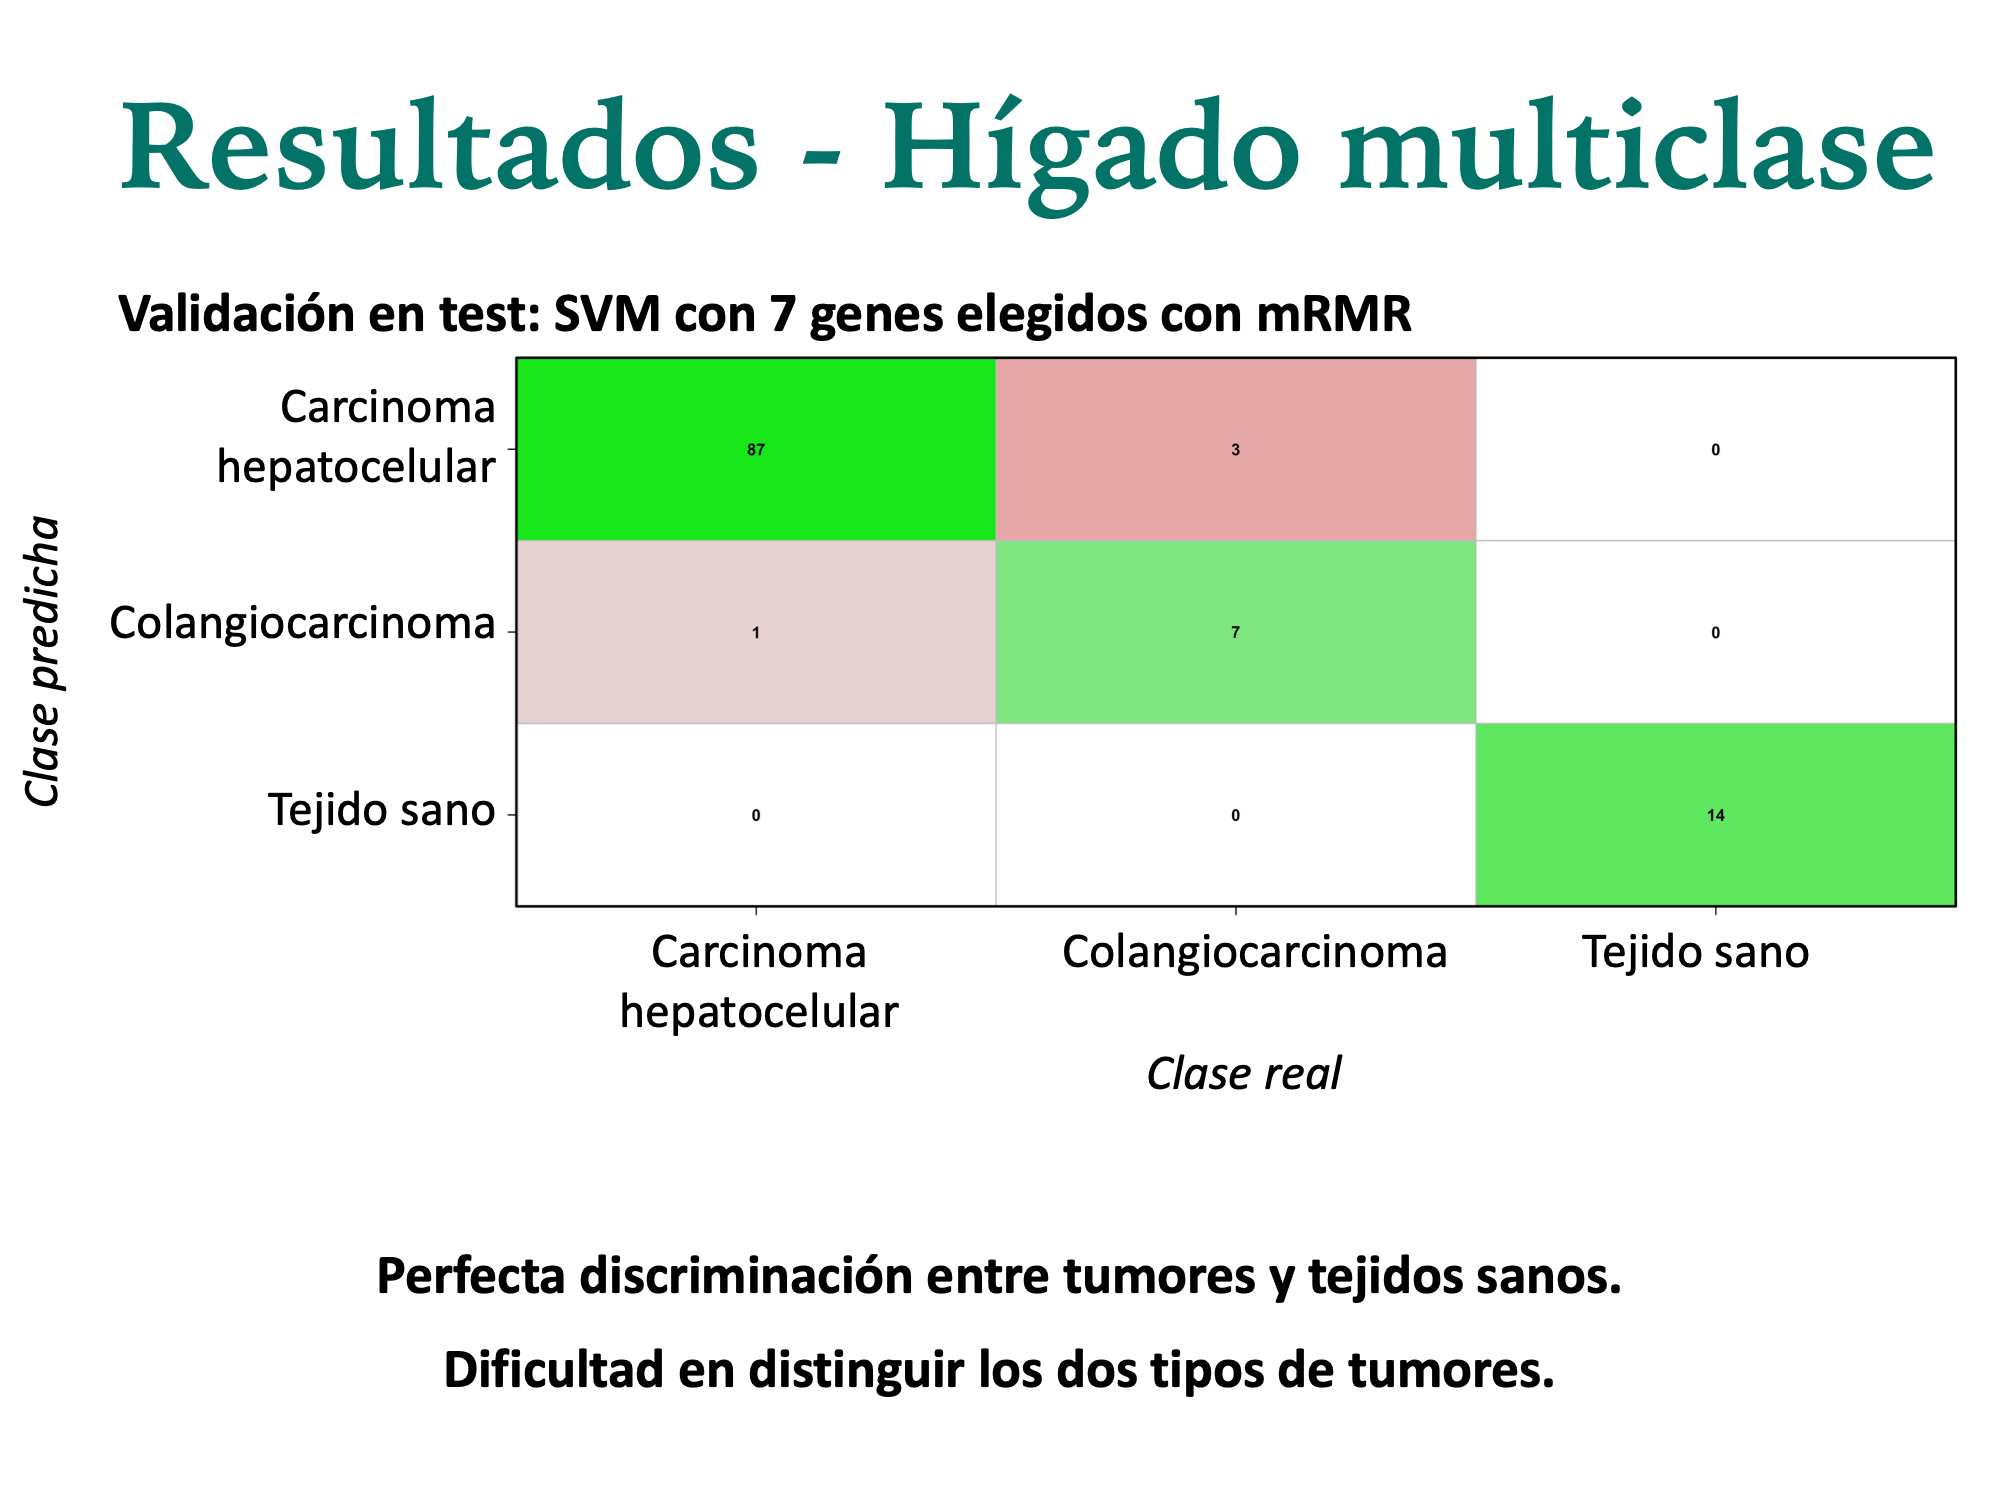 Resultados - Hígado multiclase
Validación en test: SVM con 7 genes elegidos con mRMR
Clase predicha
Carcinoma
hepatocelular
87
3
0
Colangiocarcinoma
1
7
0
Tejido sano
0
0
14
Carcinoma
hepatocelular
Colangiocarcinoma
Tejido sano
Clase real
Perfecta discriminación entre tumores y tejidos sanos.
Dificultad en distinguir los dos tipos de tumores.